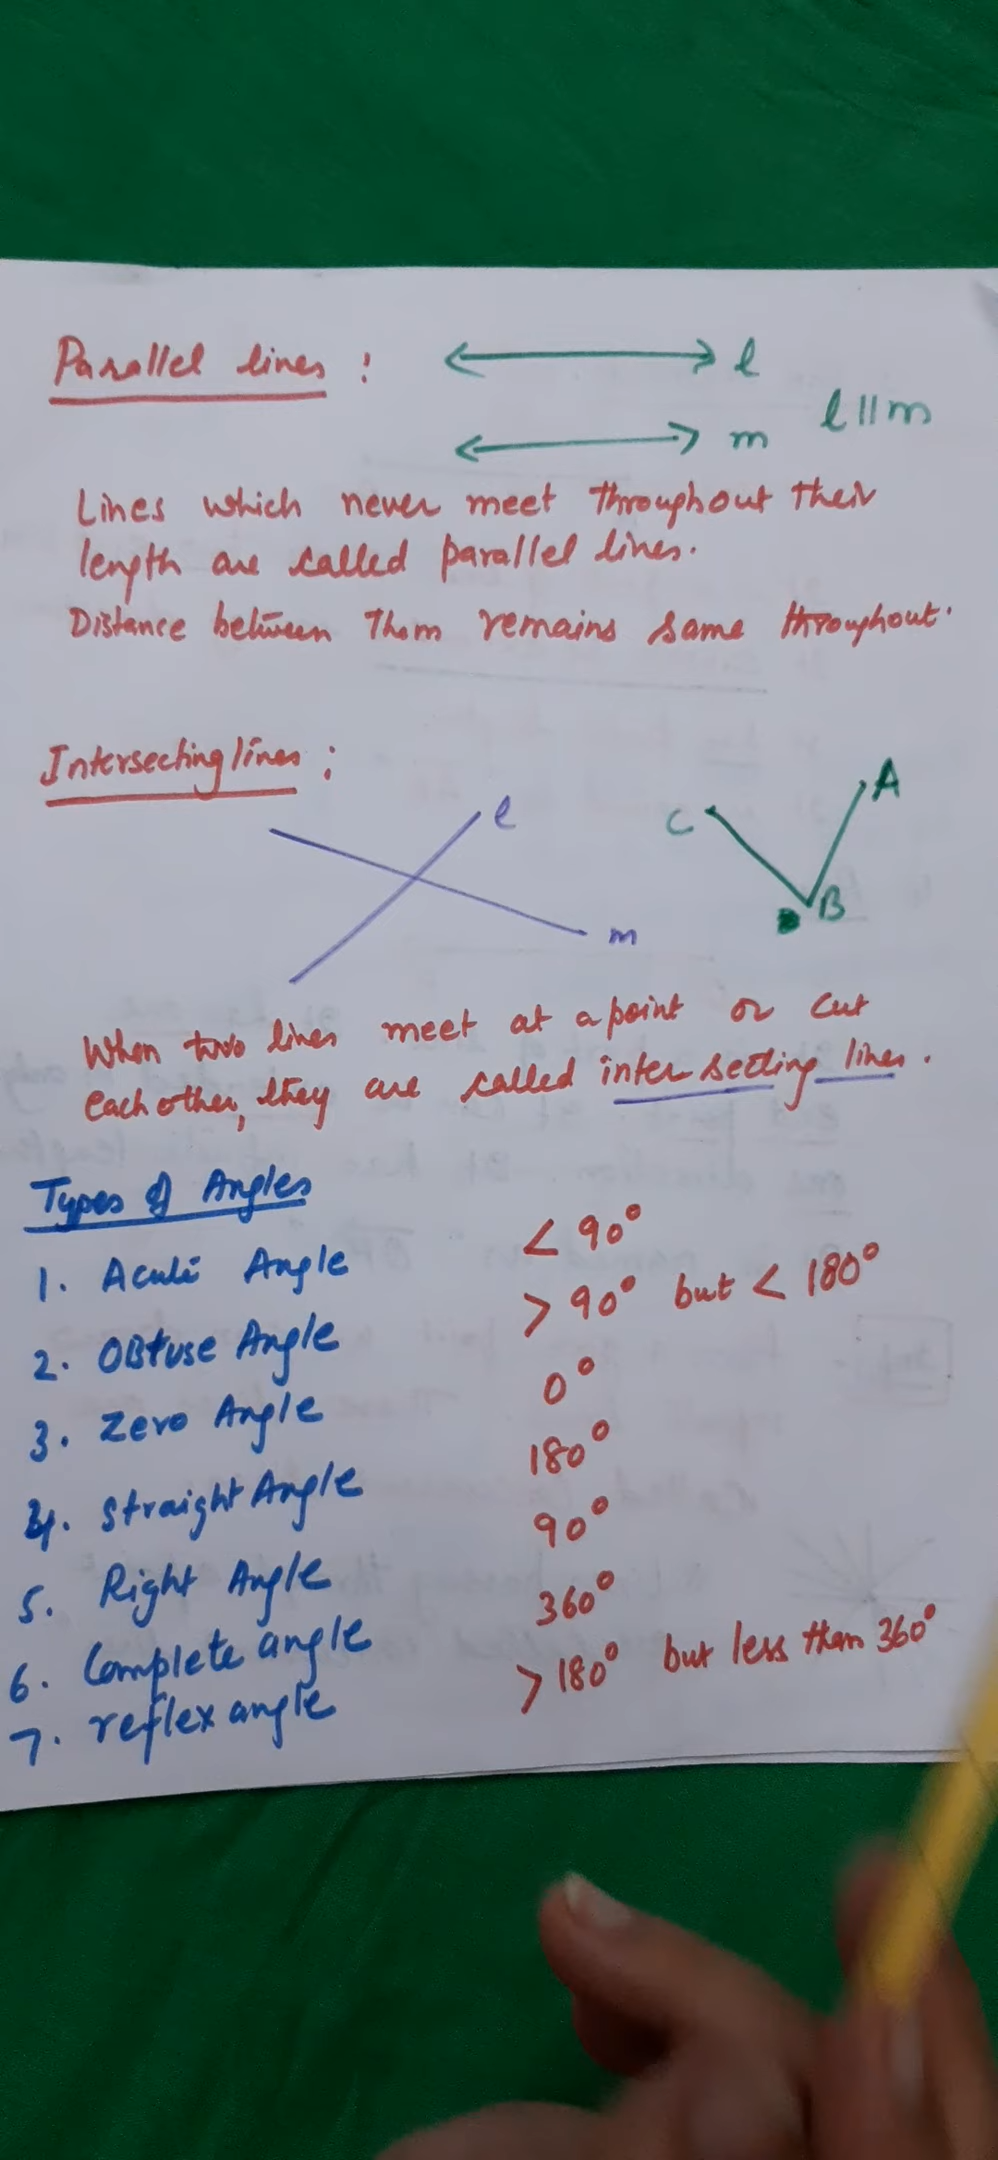 Parallel lines :
l
m
l || m
Lines which never meet throughout their
length are called parallel lines.
Distance between them remains same throughout.
Intersecting lines :
l
m
C
A
B
When two lines meet at a point or cut
each other, they are called inter secting lines.
Types of Angles
1. Acute Angle < 90°
2. OBtuse Angle > 90° but < 180°
3. Zero Angle 0°
4. Straight Angle 180°
5. Right Angle 90°
6. Complete angle 360°
7. reflex angle > 180° but less than 360°